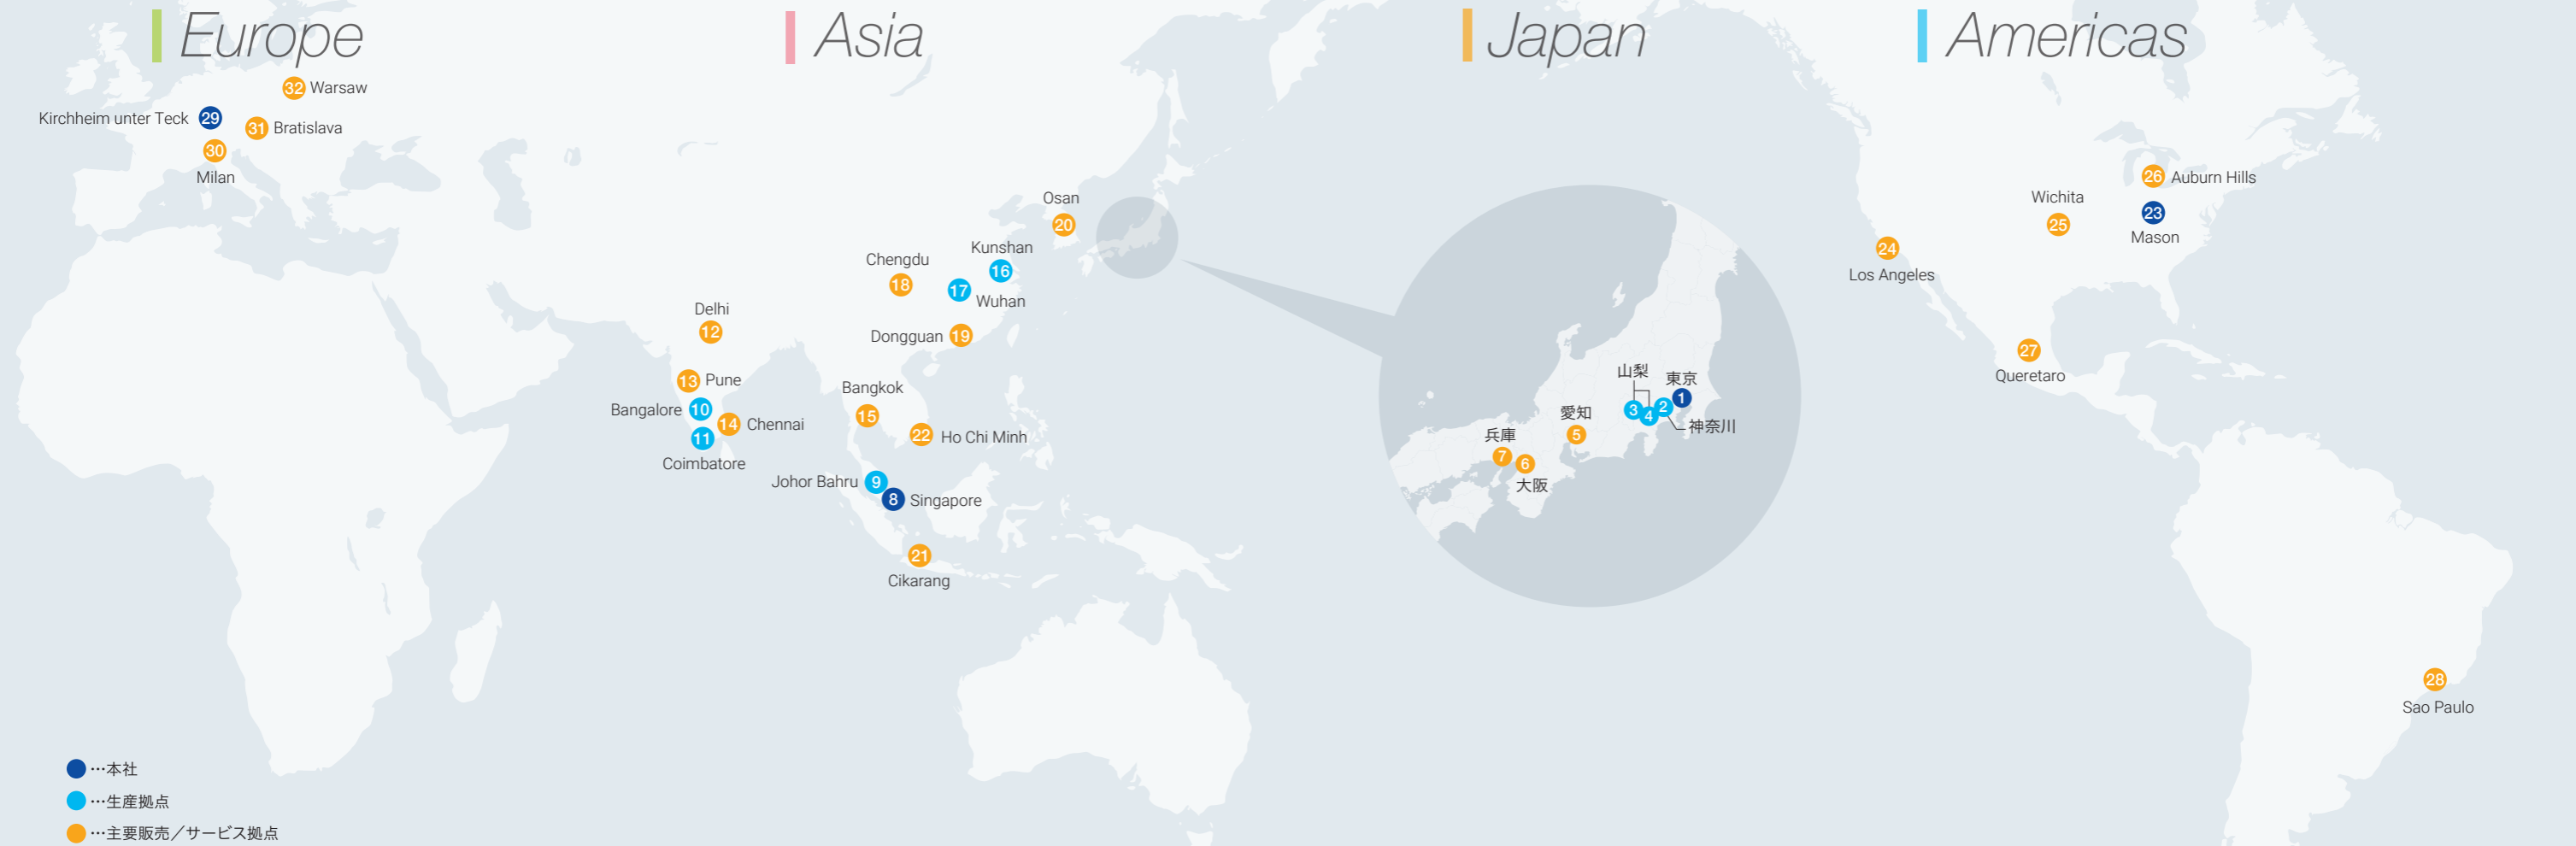 Europe
Asia
Japan
Americas
32 Warsaw
Kirchheim unter Teck 29
31 Bratislava
30
Milan
Osan
20
Kunshan
16
Chengdu
18
17
Wuhan
Delhi
12
Dongguan 19
13 Pune
Bangkok
15
Bangalore 10
14 Chennai
11
Coimbatore
22 Ho Chi Minh
Johor Bahru 9
8 Singapore
21
Cikarang
山梨
東京
1
2
3
4
神奈川
愛知
5
兵庫
7
6
大阪
26 Auburn Hills
Wichita
25
23
Mason
24
Los Angeles
27
Queretaro
28
Sao Paulo
…本社
…生産拠点
…主要販売／サービス拠点